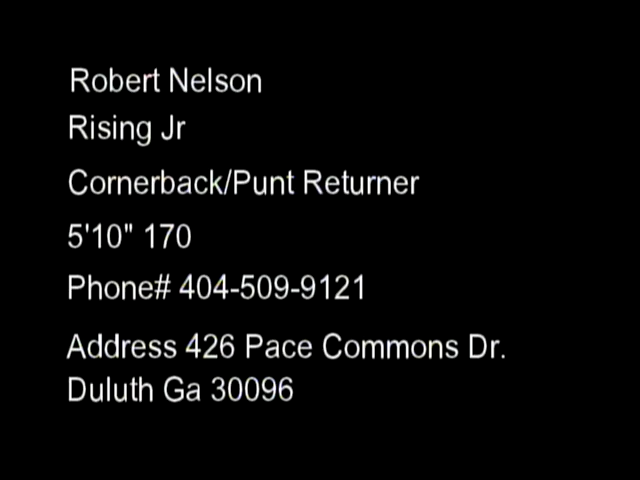 Robert Nelson
Rising Jr
Cornerback/Punt Returner
5'10" 170
Phone# 404-509-9121
Address 426 Pace Commons Dr.
Duluth Ga 30096